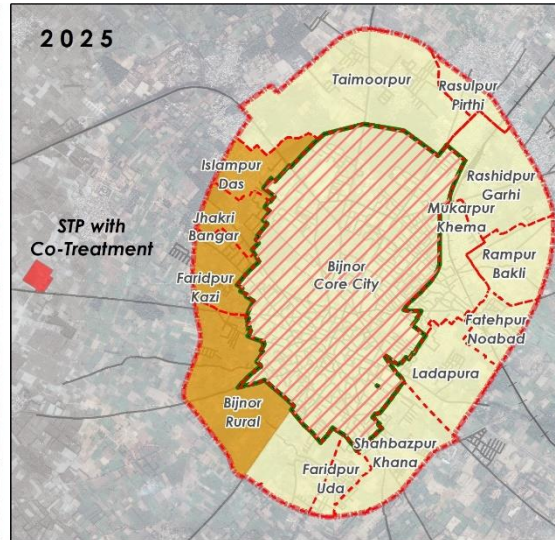 2025
Taimoorpur
Rasulpur
Pirthi
Islampur
Das
Rashidpur
Garhi
Jhakri
Bangar
Mukarpur
Khema
STP with
Co-Treatment
Faridpur
Kazi
Bijnor
Core City
Rampur
Bakli
Fatehpur
Noabad
Ladapura
Bijnor
Rural
Shahbazpur
Khana
Faridpur
Uda